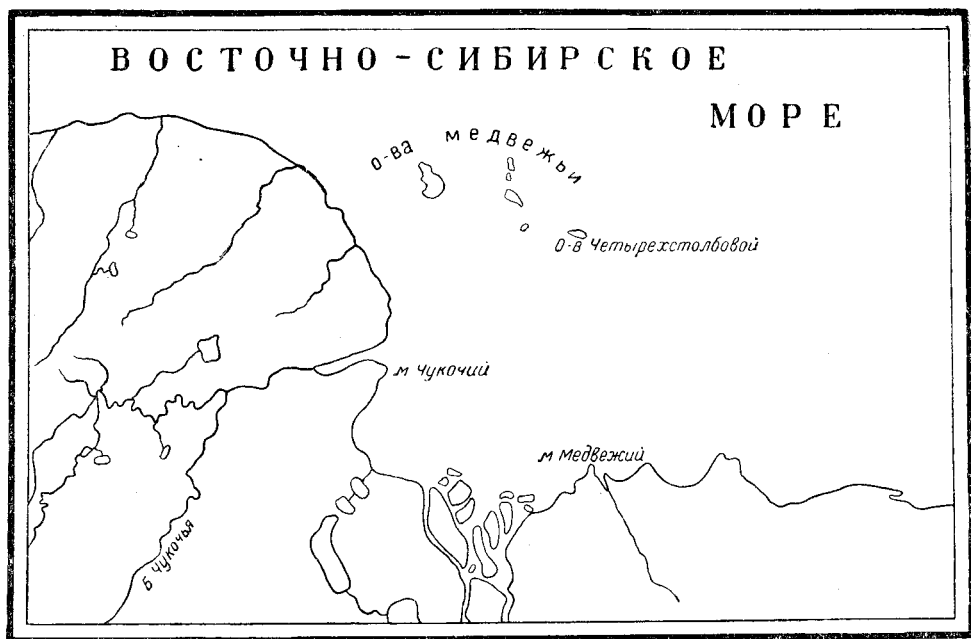 ВОСТОЧНО-СИБИРСКОЕ
МОРЕ
о-ва медвежьи
о-в Четырехстолбовой
м Чукочий
м Медвежий
Б Чукочья